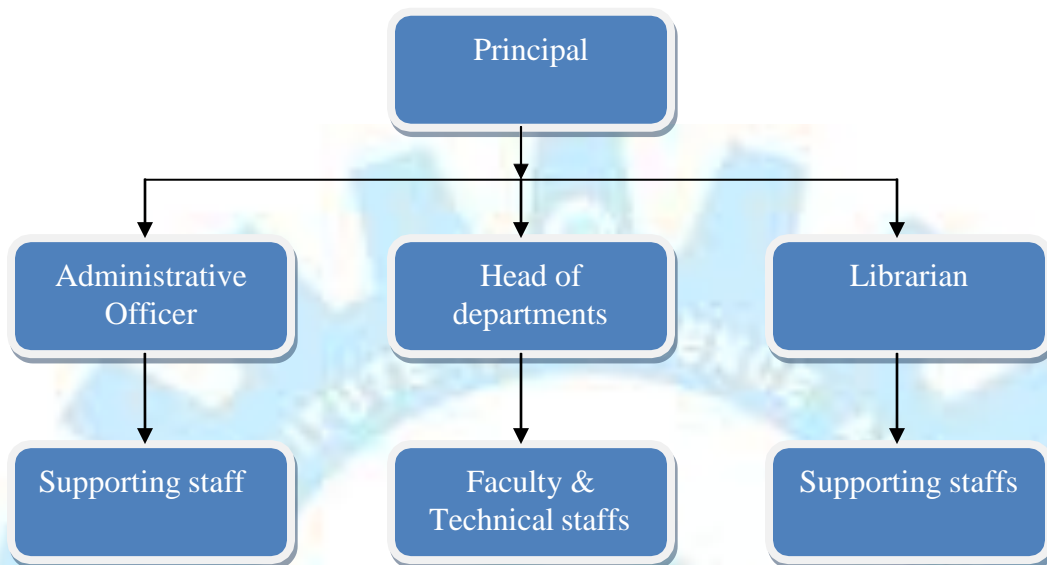 Principal
Administrative
Officer
Head of
departments
Librarian
Supporting staff
Faculty &
Technical staffs
Supporting staffs